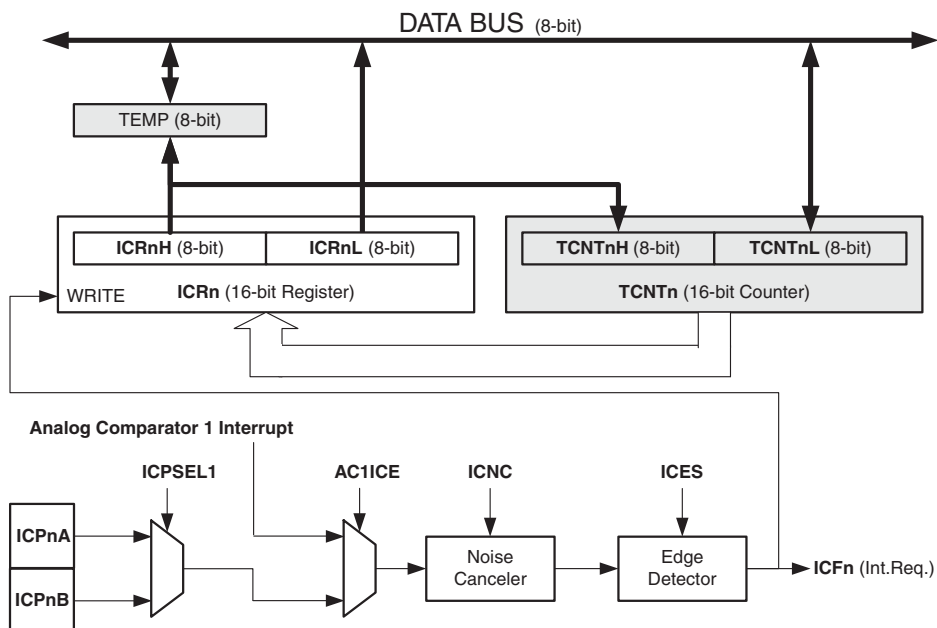 DATA BUS (8-bit)
TEMP (8-bit)
ICRnH (8-bit)
ICRnL (8-bit)
TCNTnH (8-bit)
TCNTnL (8-bit)
WRITE
ICRn (16-bit Register)
TCNTn (16-bit Counter)
Analog Comparator 1 Interrupt
ICPSEL1
AC1ICE
ICNC
ICES
ICPnA
ICPnB
Noise
Canceler
Edge
Detector
ICFn (Int.Req.)